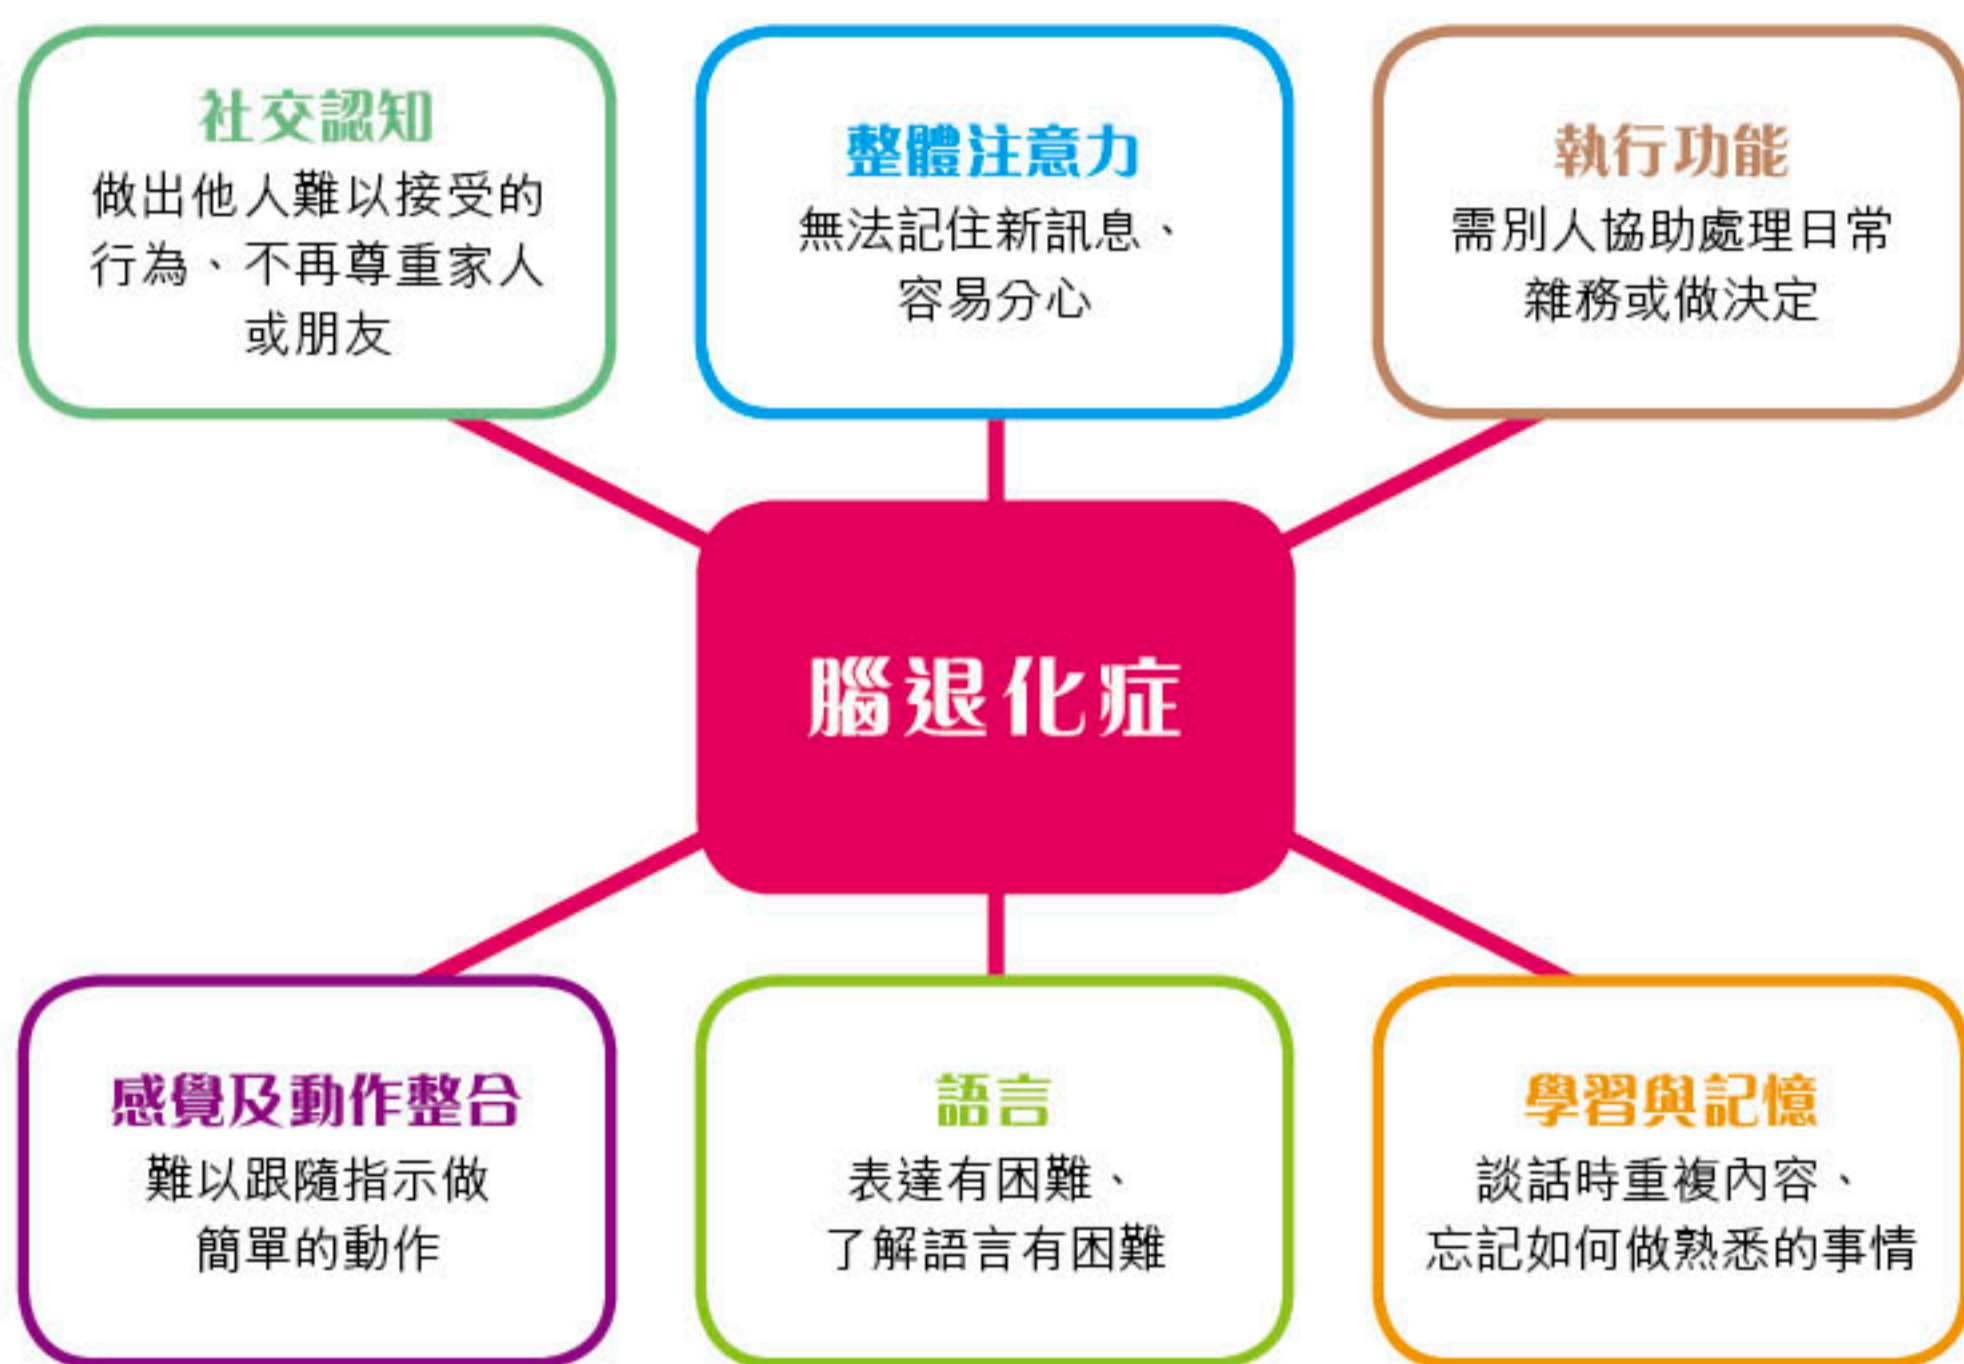 社交認知
做出他人難以接受的
行為、不再尊重家人
或朋友
整體注意力
無法記住新訊息、
容易分心
執行功能
需別人協助處理日常
雜務或做決定
腦退化症
感覺及動作整合
難以跟隨指示做
簡單的動作
語言
表達有困難、
了解語言有困難
學習與記憶
談話時重複內容、
忘記如何做熟悉的事情